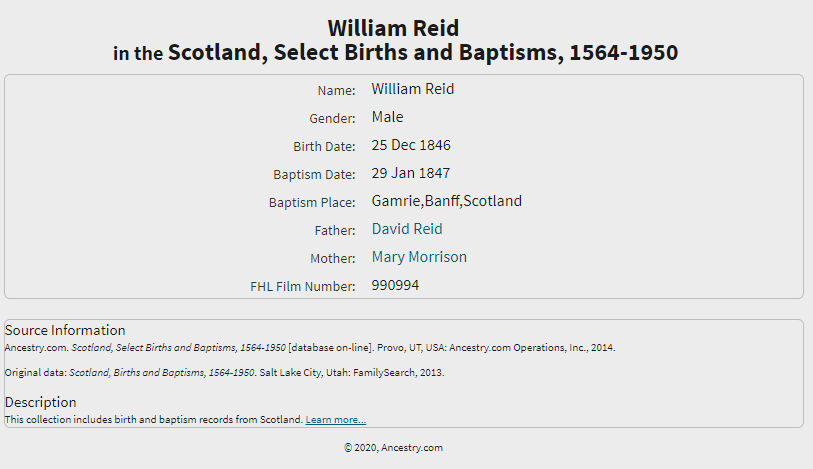 William Reid
in the Scotland, Select Births and Baptisms, 1564-1950
Name: William Reid
Gender: Male
Birth Date: 25 Dec 1846
Baptism Date: 29 Jan 1847
Baptism Place: Gamrie,Banff,Scotland
Father: David Reid
Mother: Mary Morrison
FHL Film Number: 990994
Source Information
Ancestry.com. Scotland, Select Births and Baptisms, 1564-1950 [database on-line]. Provo, UT, USA: Ancestry.com Operations, Inc., 2014.
Original data: Scotland, Births and Baptisms, 1564-1950. Salt Lake City, Utah: FamilySearch, 2013.
Description
This collection includes birth and baptism records from Scotland. Learn more...
© 2020, Ancestry.com